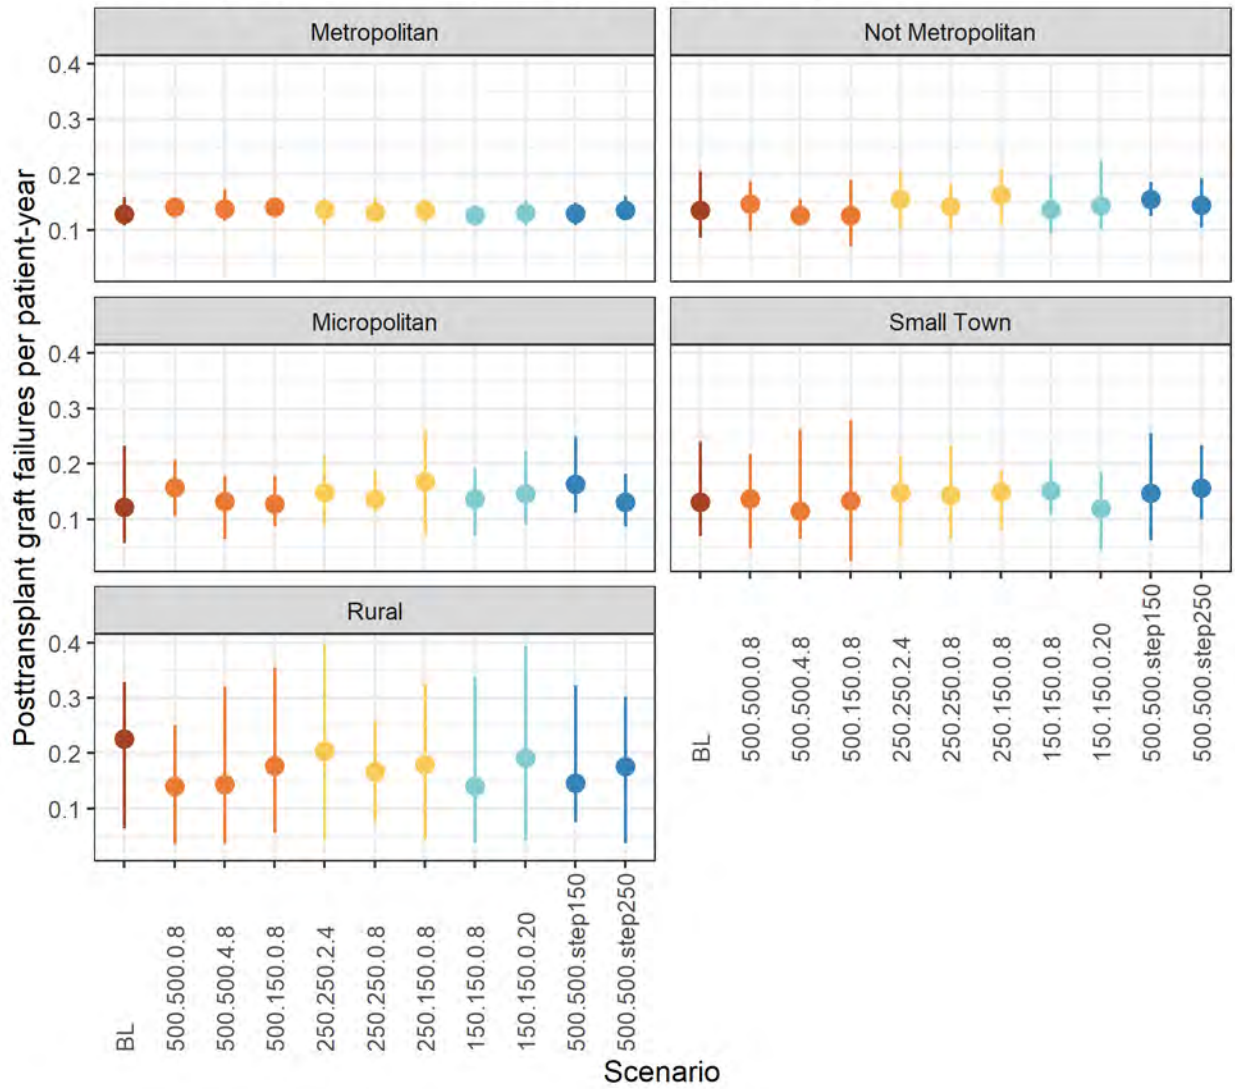 Posttransplant graft failures per patient-year
Metropolitan
0.4
0.3
0.2
0.1
Not Metropolitan
Micropolitan
0.4
0.3
0.2
0.1
Small Town
BL
500.500.0.8
500.500.4.8
500.150.0.8
250.250.2.4
250.250.0.8
250.150.0.8
150.150.0.8
150.150.0.20
500.500.step150
500.500.step250
Rural
0.4
0.3
0.2
0.1
BL
500.500.0.8
500.500.4.8
500.150.0.8
250.250.2.4
250.250.0.8
250.150.0.8
150.150.0.8
150.150.0.20
500.500.step150
500.500.step250
Scenario